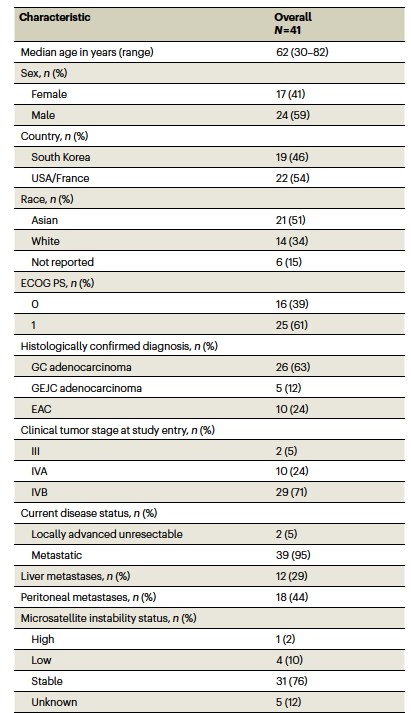 Characteristic Overall
N=41
Median age in years (range) 62 (30–82)
Sex, n (%)
Female 17 (41)
Male 24 (59)
Country, n (%)
South Korea 19 (46)
USA/France 22 (54)
Race, n (%)
Asian 21 (51)
White 14 (34)
Not reported 6 (15)
ECOG PS, n (%)
0 16 (39)
1 25 (61)
Histologically confirmed diagnosis, n (%)
GC adenocarcinoma 26 (63)
GEJC adenocarcinoma 5 (12)
EAC 10 (24)
Clinical tumor stage at study entry, n (%)
III 2 (5)
IVA 10 (24)
IVB 29 (71)
Current disease status, n (%)
Locally advanced unresectable 2 (5)
Metastatic 39 (95)
Liver metastases, n (%) 12 (29)
Peritoneal metastases, n (%) 18 (44)
Microsatellite instability status, n (%)
High 1 (2)
Low 4 (10)
Stable 31 (76)
Unknown 5 (12)